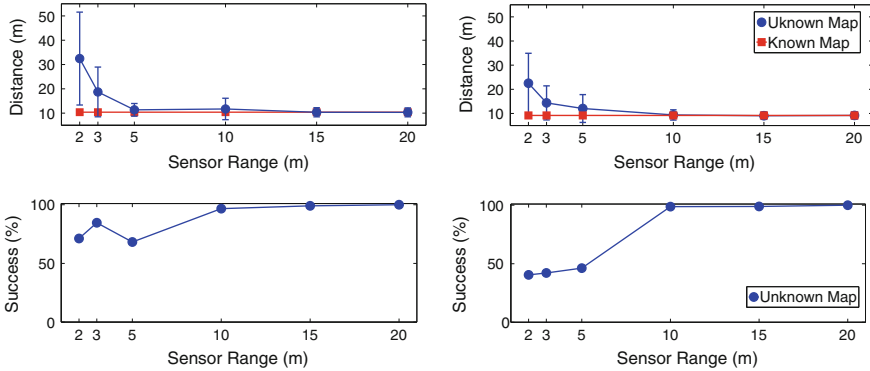 50
40
30
20
10
Distance (m)
2 3 5 10 15 20
Sensor Range (m)
50
40
30
20
10
Distance (m)
Uknown Map
Known Map
2 3 5 10 15 20
Sensor Range (m)
100
50
0
Success (%)
2 3 5 10 15 20
Sensor Range (m)
100
50
0
Success (%)
Unknown Map
2 3 5 10 15 20
Sensor Range (m)